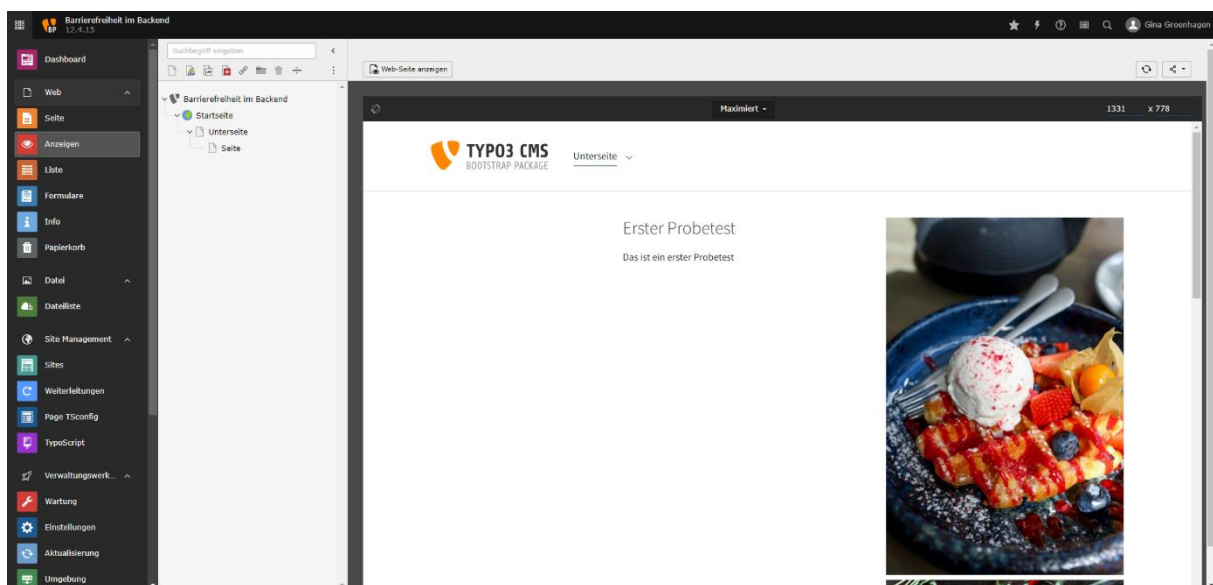 Barrierefreiheit im Backend
12.4.15
Gina Groenhagen
Dashboard
Web
Seite
Anzeigen
Liste
Formulare
Info
Papierkorb
Datei
Dateiliste
Site Management
Sites
Weiterleitungen
Page TSconfig
TypoScript
Verwaltungswerk...
Wartung
Einstellungen
Aktualisierung
Umgebung
Suchbegriff eingeben
Barrierefreiheit im Backend
Startseite
Unterseite
Seite
Web-Seite anzeigen
Maximiert
1331 x 778
TYPO3 CMS
BOOTSTRAP PACKAGE
Unterseite
Erster Probetest
Das ist ein erster Probetest